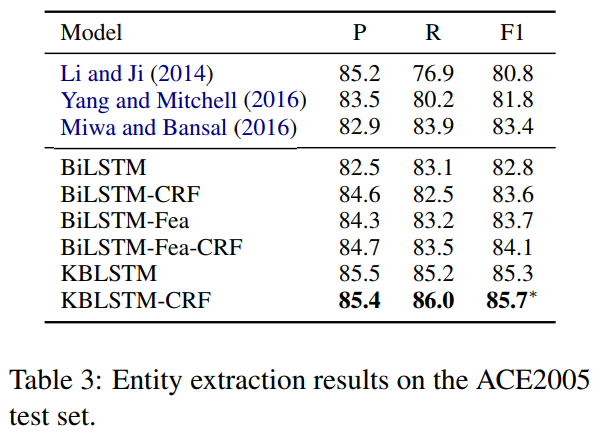 Model P R F1
Li and Ji (2014) 85.2 76.9 80.8
Yang and Mitchell (2016) 83.5 80.2 81.8
Miwa and Bansal (2016) 82.9 83.9 83.4
BiLSTM 82.5 83.1 82.8
BiLSTM-CRF 84.6 82.5 83.6
BiLSTM-Fea 84.3 83.2 83.7
BiLSTM-Fea-CRF 84.7 83.5 84.1
KBLSTM 85.5 85.2 85.3
KBLSTM-CRF 85.4 86.0 85.7*
Table 3: Entity extraction results on the ACE2005
test set.